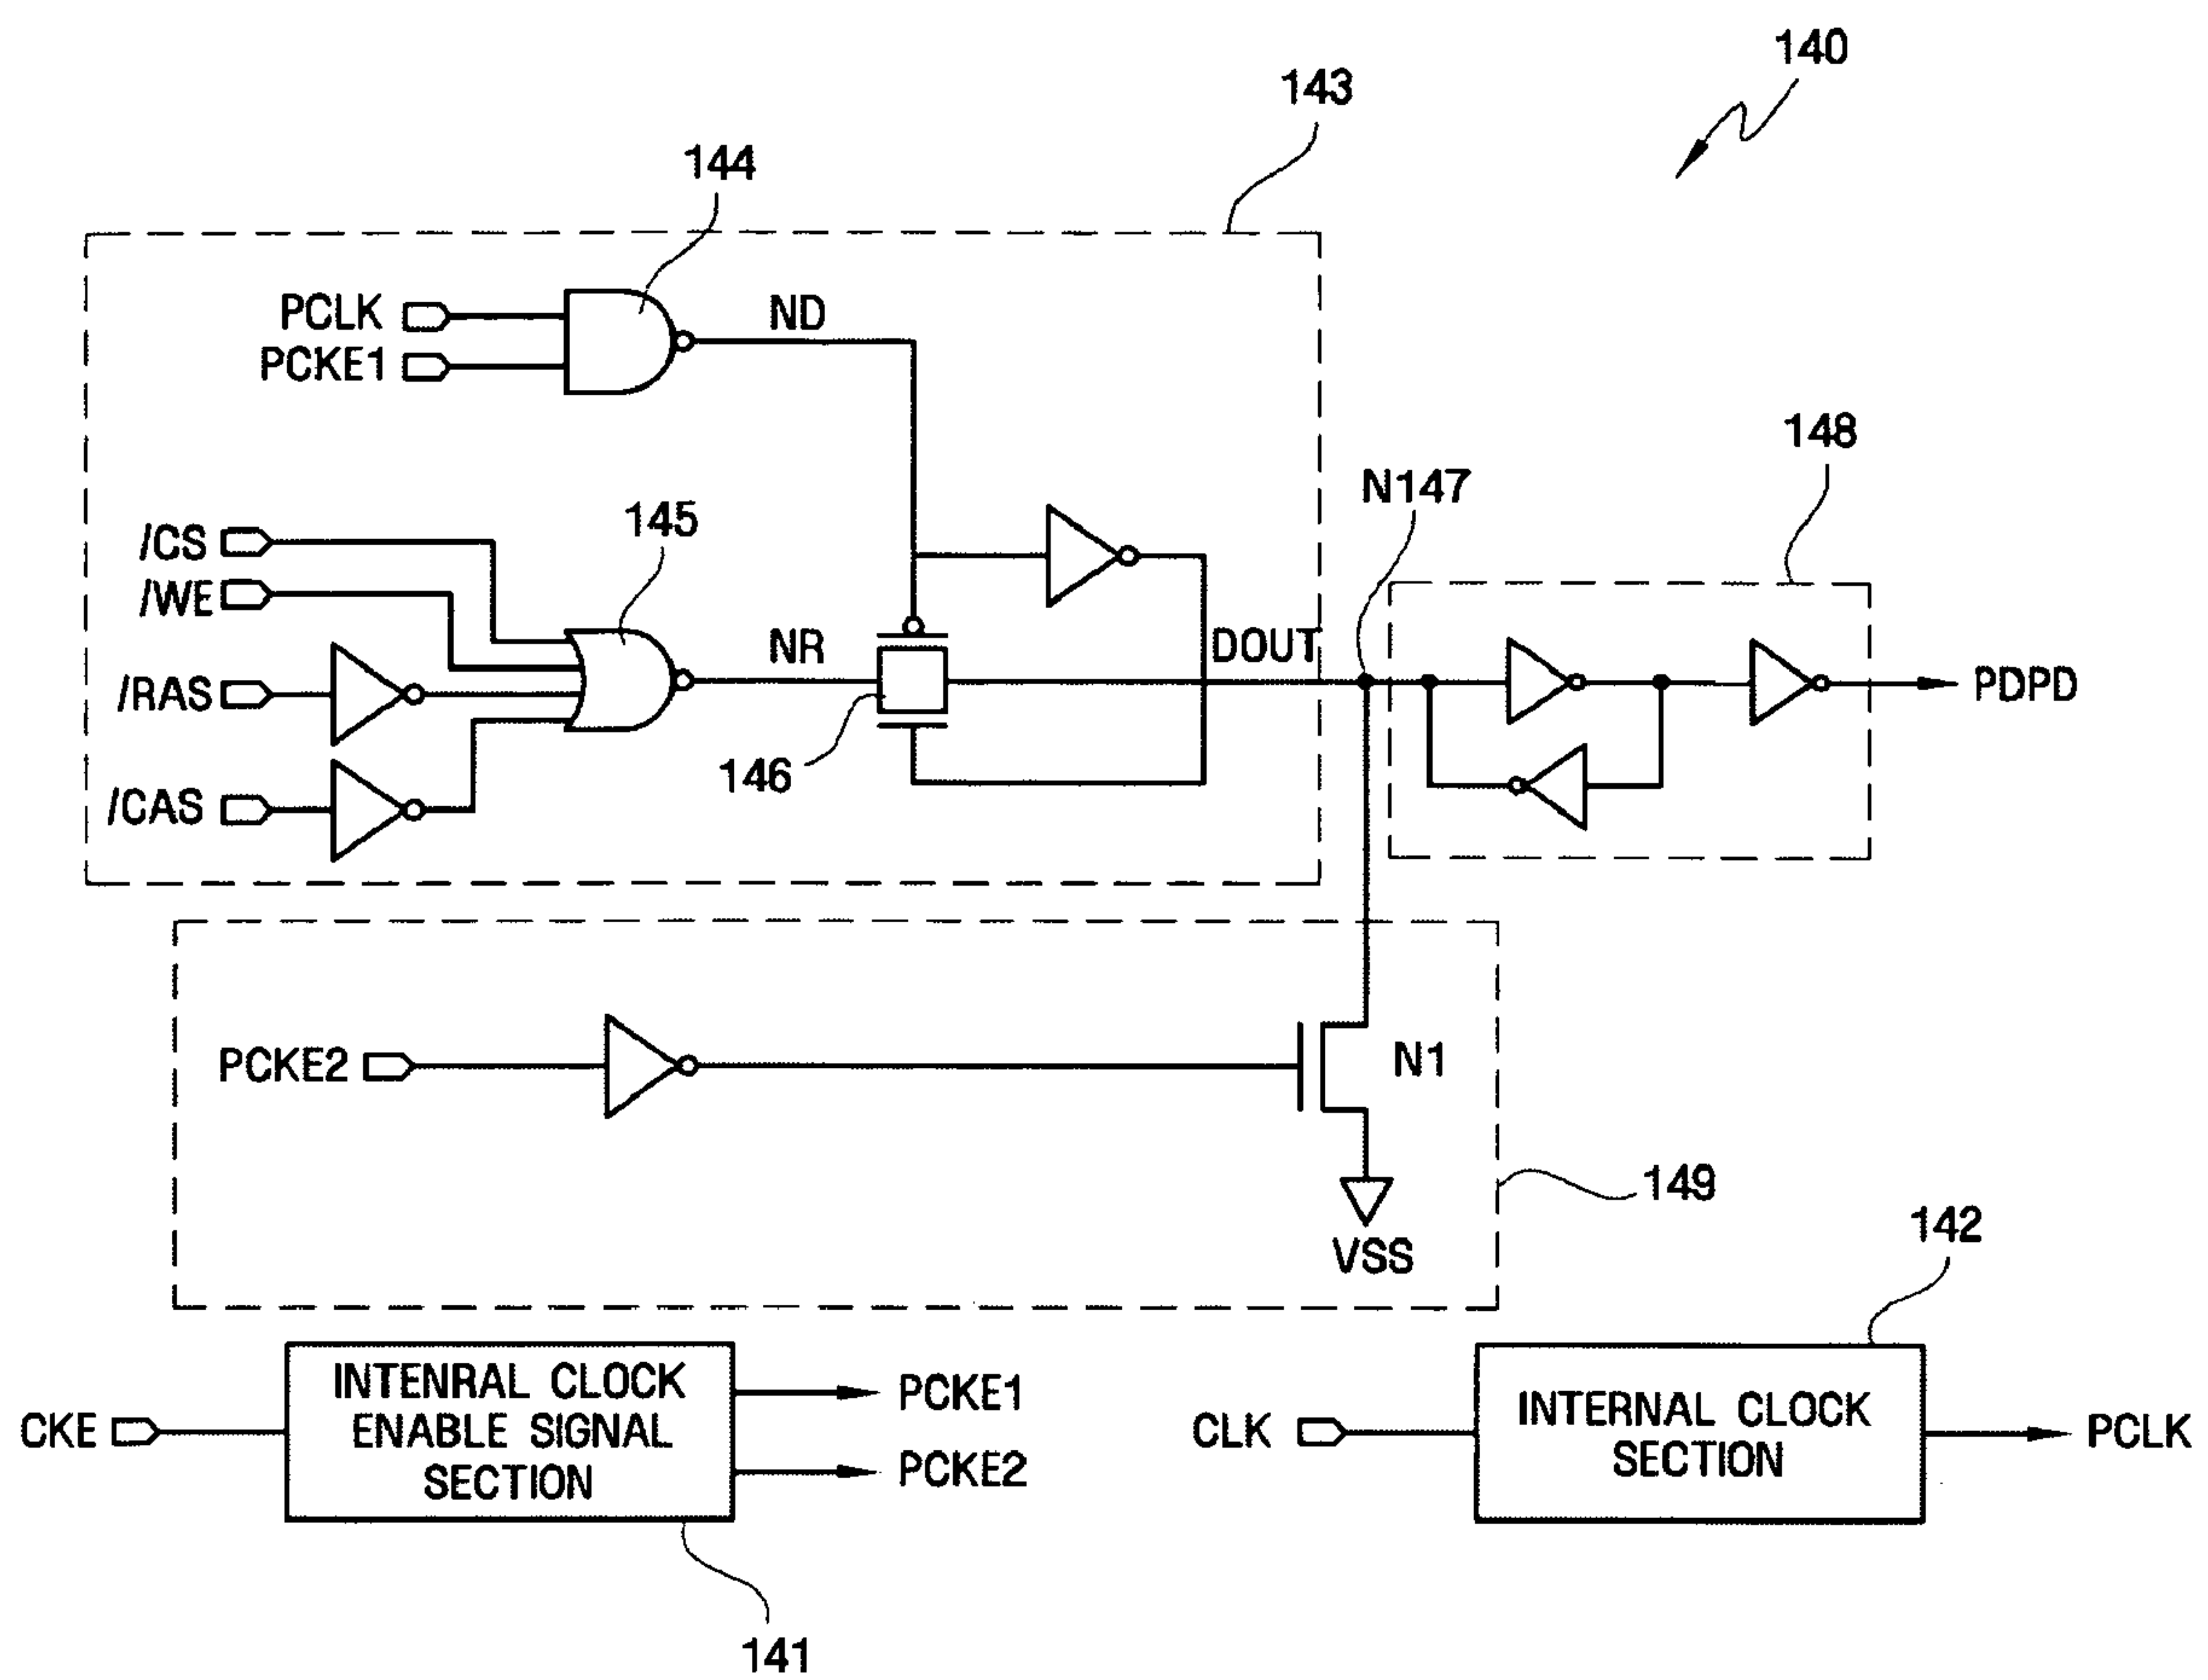 140
143
144
PCLK
ND
PCKE1
148
N147
/CS
145
/WE
/RAS
NR
DOUT
PDPD
146
/CAS
PCKE2
N1
149
VSS
142
CKE
INTENRAL CLOCK
ENABLE SIGNAL
SECTION
PCKE1
PCKE2
CLK
INTERNAL CLOCK
SECTION
PCLK
141